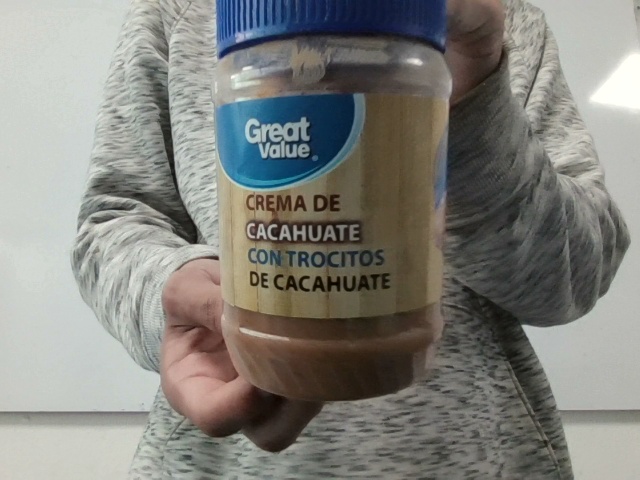 Great
Value®
CREMA DE
CACAHUATE
CON TROCITOS
DE CACAHUATE